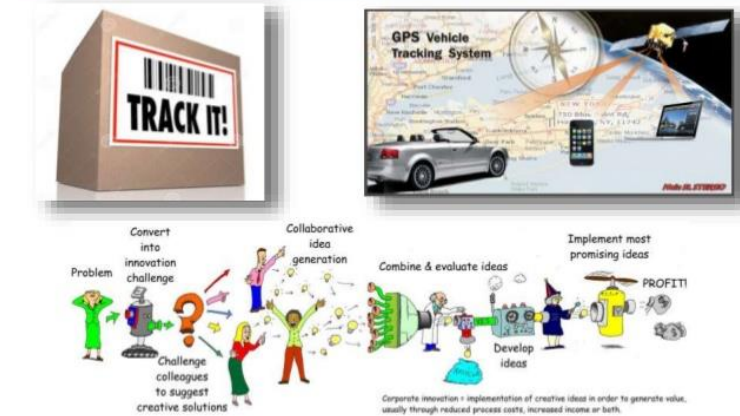 TRACK IT!
GPS Vehicle
Tracking System
NEW YORK
Convert
into
innovation
challenge
Problem
Challenge
colleagues
to suggest
creative solutions
Collaborative
idea
generation
Combine & evaluate ideas
Develop
ideas
Implement most
promising ideas
PROFIT!
Corporate innovation = implementation of creative ideas in order to generate value,
usually through reduced process costs, increased income or both.